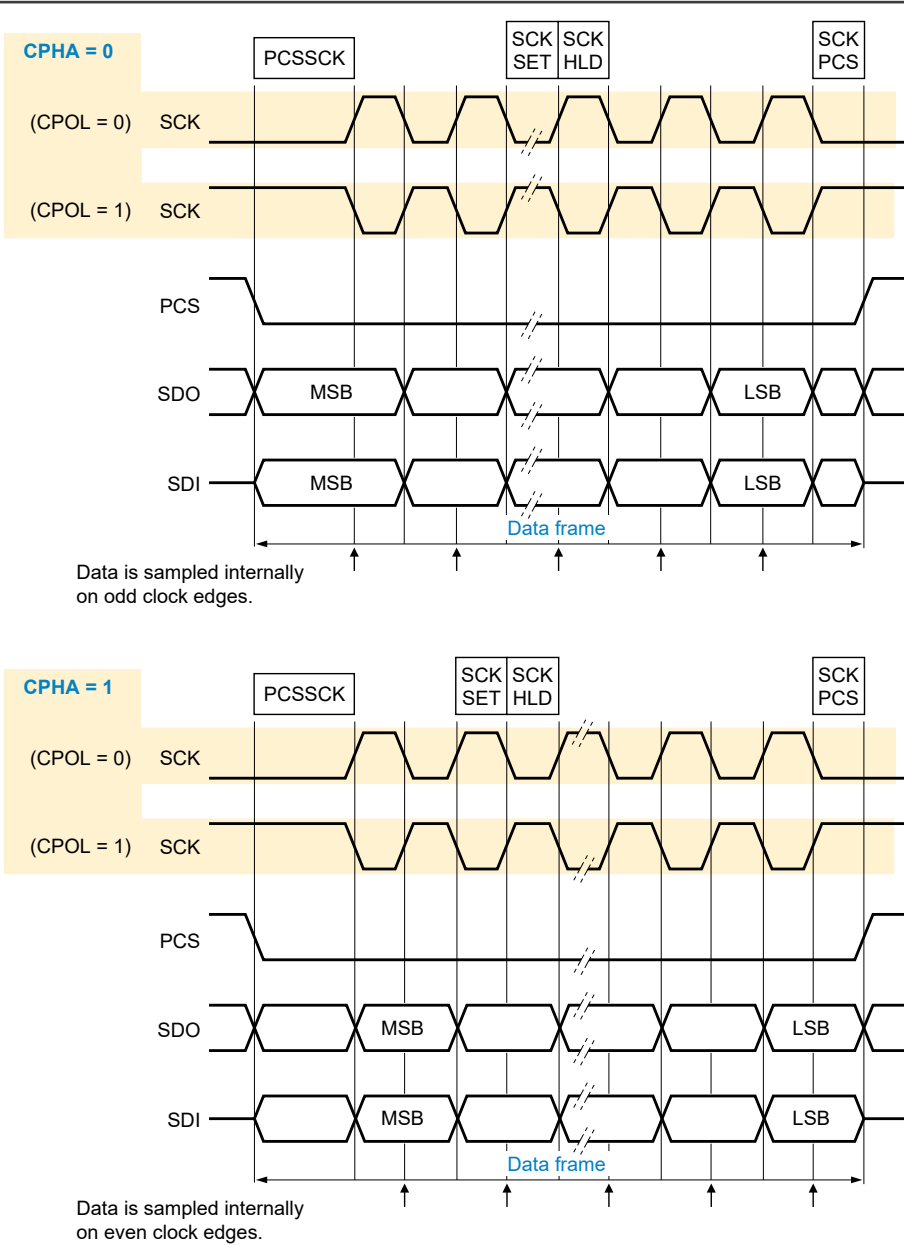 CPHA = 0
PCSSCK
SCK
SET
SCK
HLD
SCK
PCS
(CPOL = 0) SCK
(CPOL = 1) SCK
PCS
SDO MSB LSB
SDI MSB LSB
Data frame
Data is sampled internally
on odd clock edges.
CPHA = 1
PCSSCK
SCK
SET
SCK
HLD
SCK
PCS
(CPOL = 0) SCK
(CPOL = 1) SCK
PCS
SDO MSB LSB
SDI MSB LSB
Data frame
Data is sampled internally
on even clock edges.